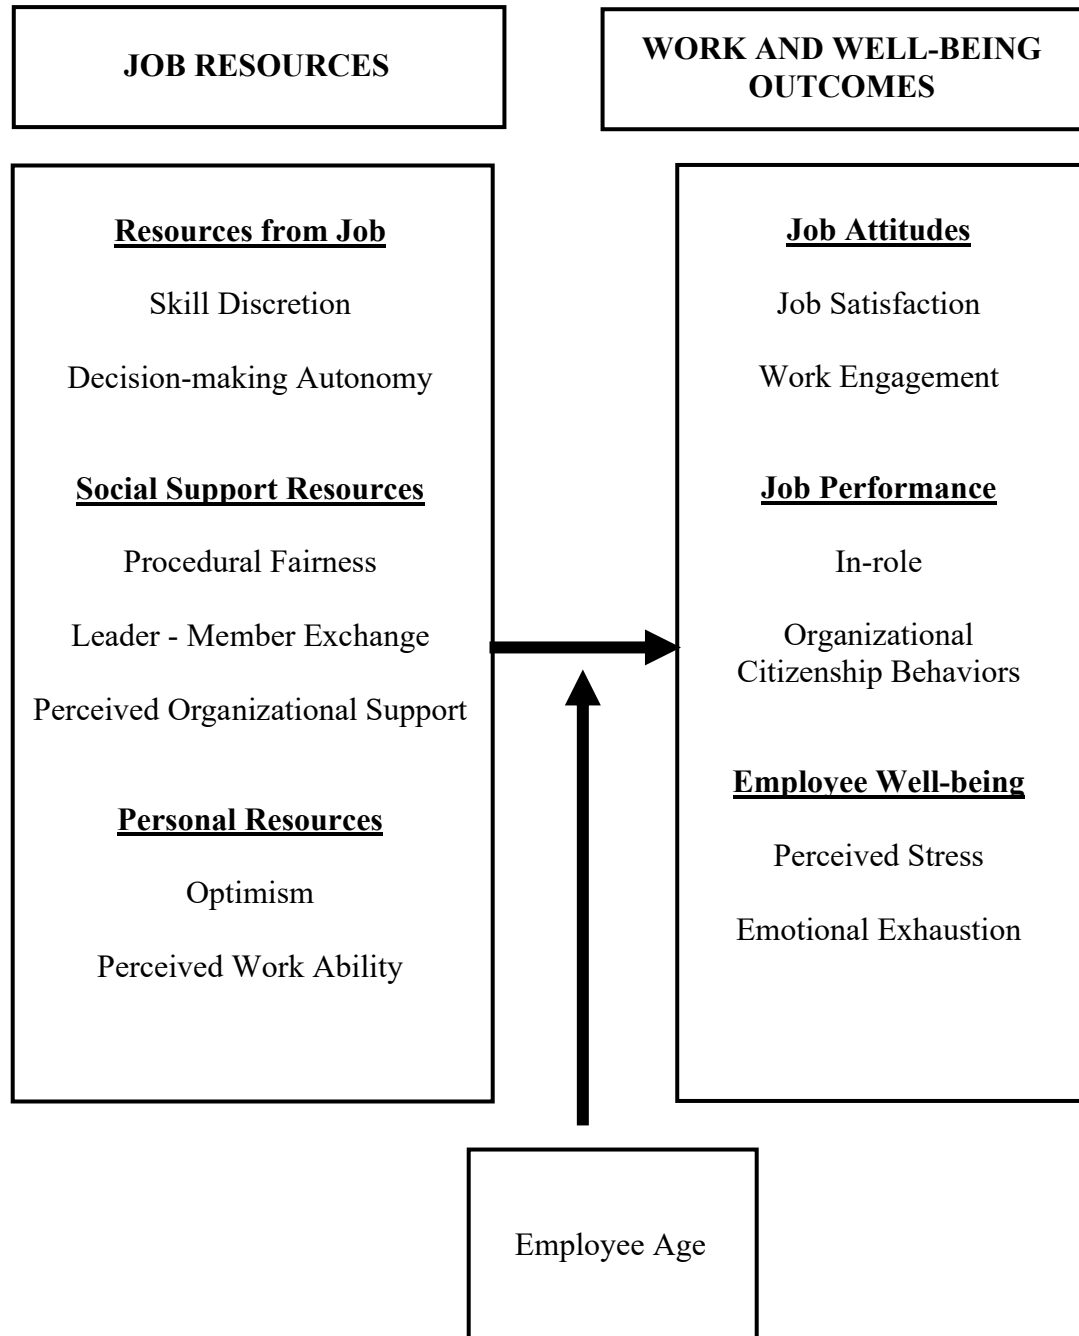 JOB RESOURCES
WORK AND WELL-BEING
OUTCOMES
Resources from Job
Skill Discretion
Decision-making Autonomy
Social Support Resources
Procedural Fairness
Leader - Member Exchange
Perceived Organizational Support
Personal Resources
Optimism
Perceived Work Ability
Job Attitudes
Job Satisfaction
Work Engagement
Job Performance
In-role
Organizational
Citizenship Behaviors
Employee Well-being
Perceived Stress
Emotional Exhaustion
Employee Age